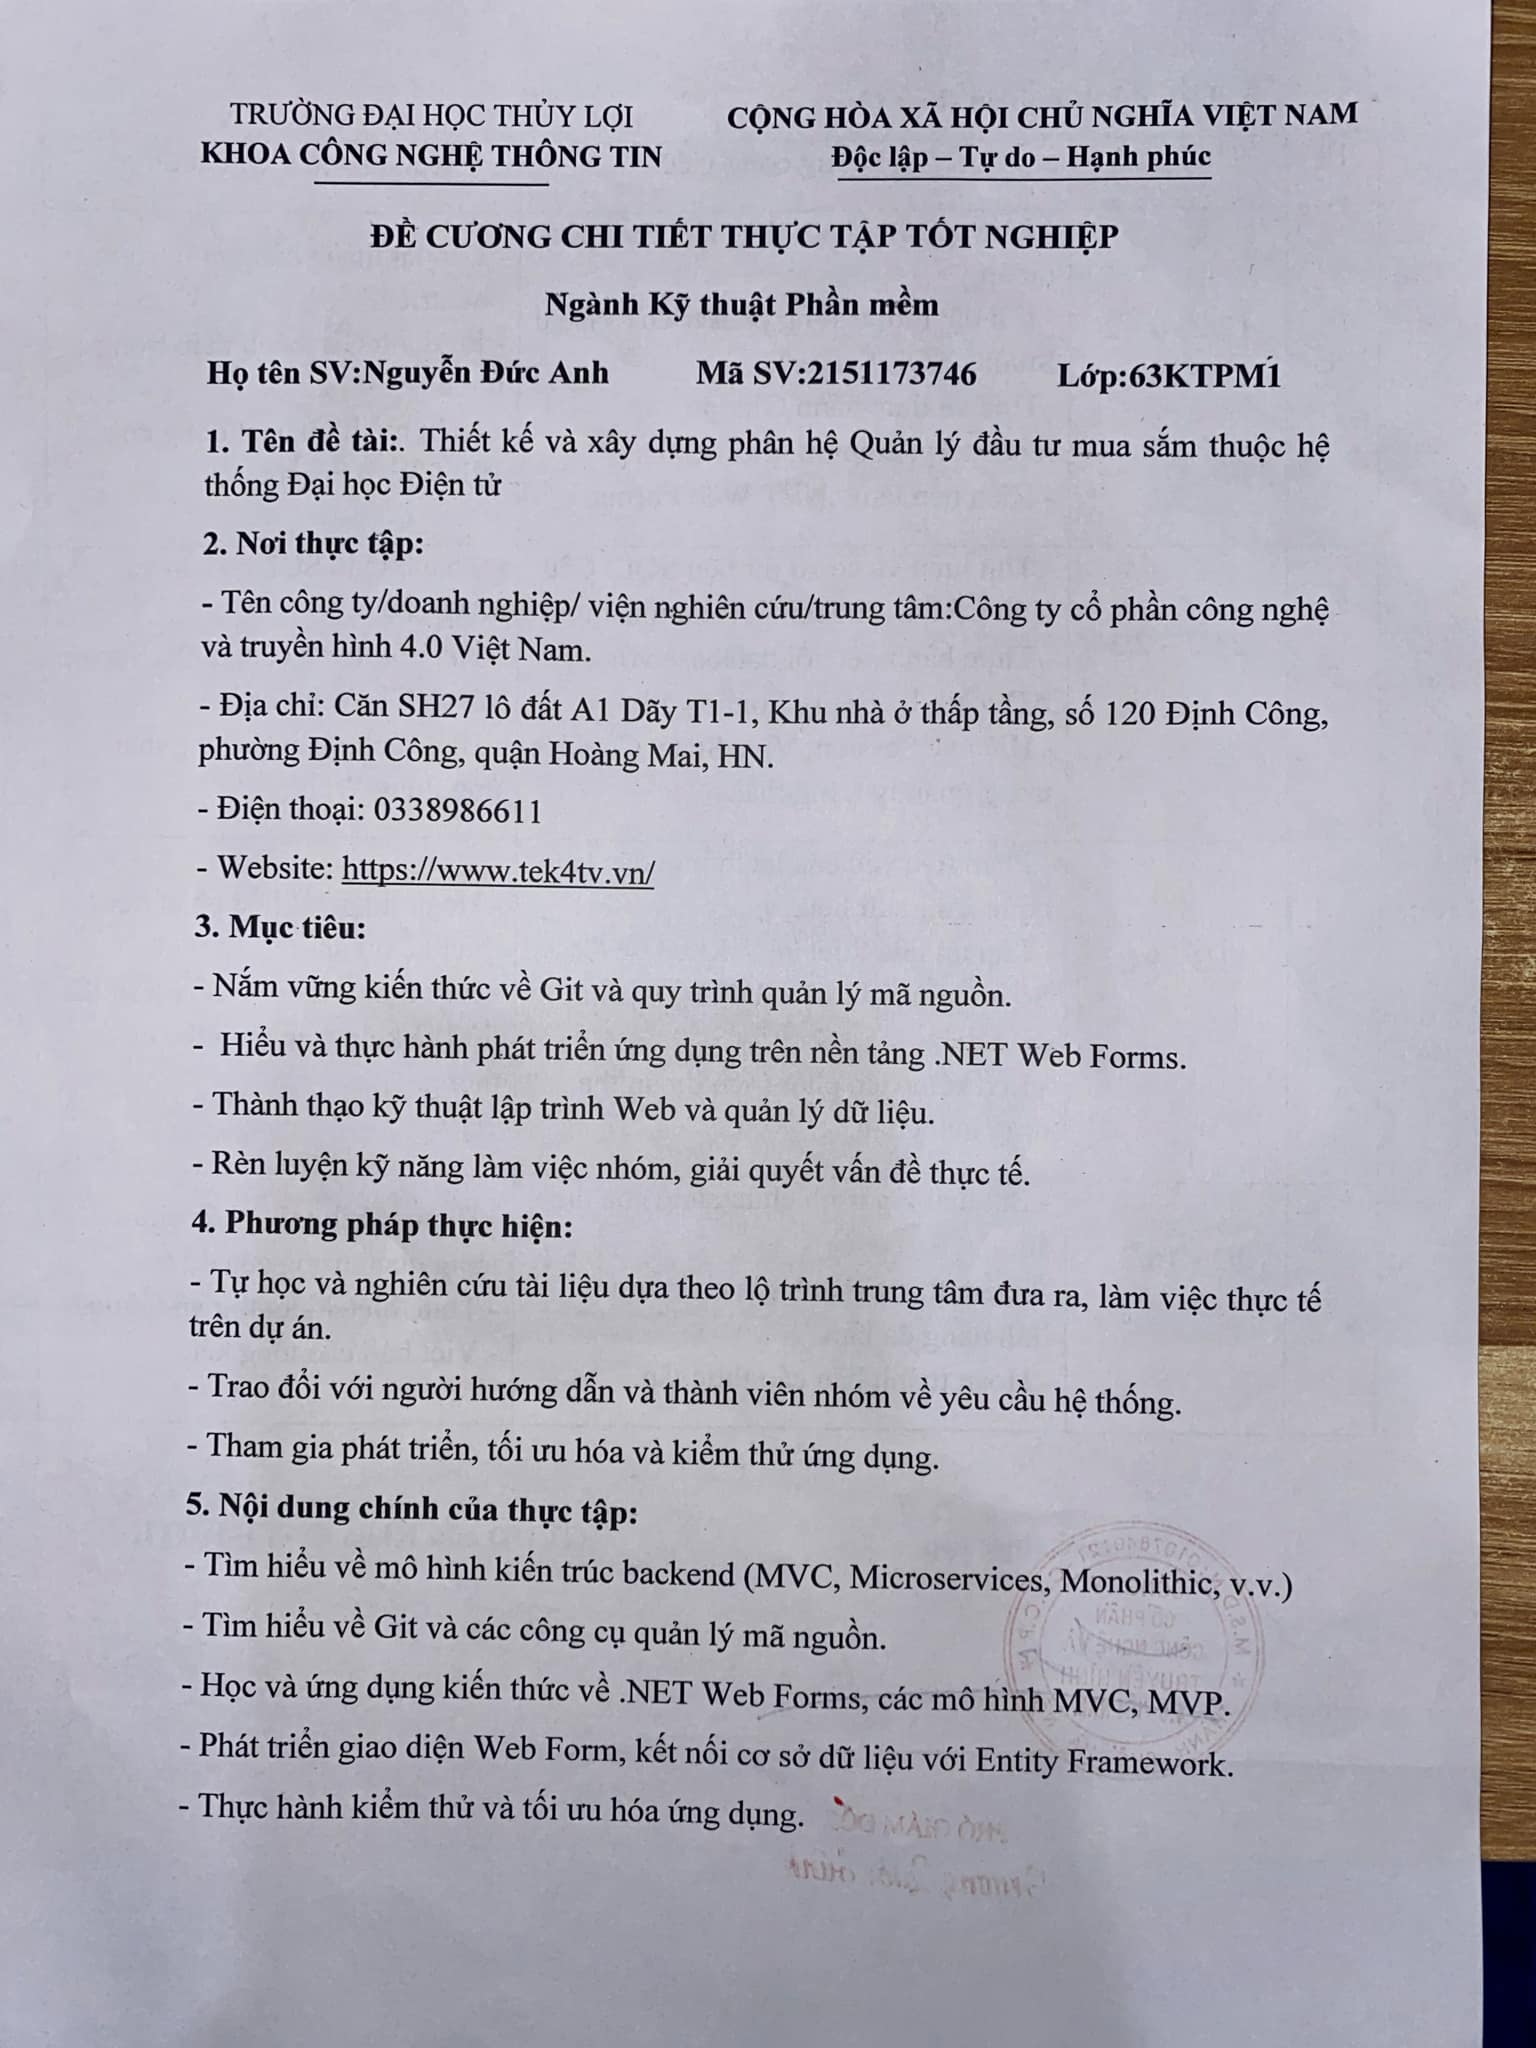 TRƯỜNG ĐẠI HỌC THỦY LỢI
KHOA CÔNG NGHỆ THÔNG TIN
CỘNG HÒA XÃ HỘI CHỦ NGHĨA VIỆT NAM
Độc lập – Tự do – Hạnh phúc
ĐỀ CƯƠNG CHI TIẾT THỰC TẬP TỐT NGHIỆP
Ngành Kỹ thuật Phần mềm
Họ tên SV:Nguyễn Đức Anh Mã SV:2151173746 Lớp:63KTPM1
1. Tên đề tài:. Thiết kế và xây dựng phân hệ Quản lý đầu tư mua sắm thuộc hệ
thống Đại học Điện tử
2. Nơi thực tập:
- Tên công ty/doanh nghiệp/ viện nghiên cứu/trung tâm:Công ty cổ phần công nghệ
và truyền hình 4.0 Việt Nam.
- Địa chỉ: Căn SH27 lô đất A1 Dãy T1-1, Khu nhà ở thấp tầng, số 120 Định Công,
phường Định Công, quận Hoàng Mai, HN.
- Điện thoại: 0338986611
- Website: https://www.tek4tv.vn/
3. Mục tiêu:
- Nắm vững kiến thức về Git và quy trình quản lý mã nguồn.
- Hiểu và thực hành phát triển ứng dụng trên nền tảng .NET Web Forms.
- Thành thạo kỹ thuật lập trình Web và quản lý dữ liệu.
- Rèn luyện kỹ năng làm việc nhóm, giải quyết vấn đề thực tế.
4. Phương pháp thực hiện:
- Tự học và nghiên cứu tài liệu dựa theo lộ trình trung tâm đưa ra, làm việc thực tế
trên dự án.
- Trao đổi với người hướng dẫn và thành viên nhóm về yêu cầu hệ thống.
- Tham gia phát triển, tối ưu hóa và kiểm thử ứng dụng.
5. Nội dung chính của thực tập:
- Tìm hiểu về mô hình kiến trúc backend (MVC, Microservices, Monolithic, v.v.)
- Tìm hiểu về Git và các công cụ quản lý mã nguồn.
- Học và ứng dụng kiến thức về .NET Web Forms, các mô hình MVC, MVP.
- Phát triển giao diện Web Form, kết nối cơ sở dữ liệu với Entity Framework.
- Thực hành kiểm thử và tối ưu hóa ứng dụng.